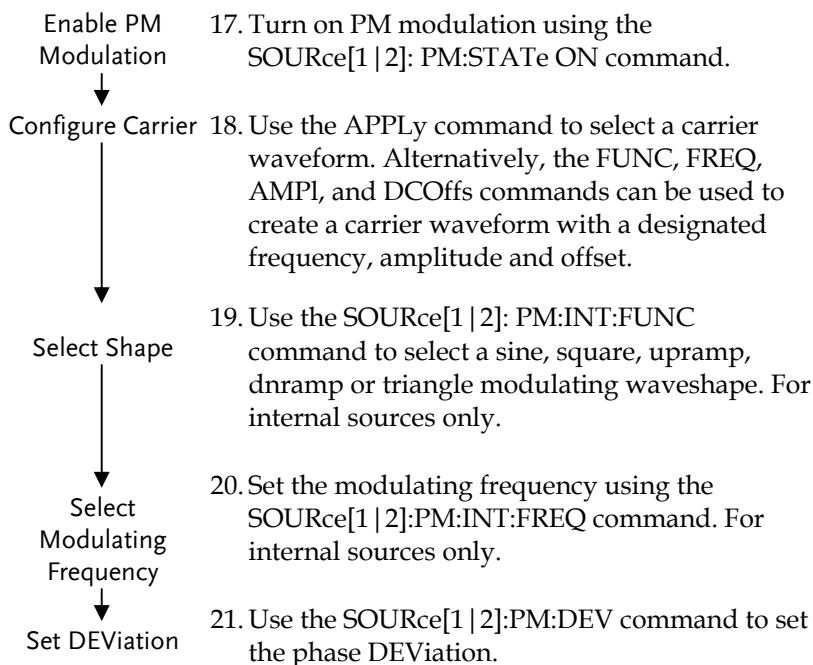 Enable PM
Modulation
17. Turn on PM modulation using the
SOURce[1|2]: PM:STATe ON command.
Configure Carrier
18. Use the APPLy command to select a carrier
waveform. Alternatively, the FUNC, FREQ,
AMPl, and DCOffs commands can be used to
create a carrier waveform with a designated
frequency, amplitude and offset.
Select Shape
19. Use the SOURce[1|2]: PM:INT:FUNC
command to select a sine, square, upramp,
dnramp or triangle modulating waveshape. For
internal sources only.
Select
Modulating
Frequency
20. Set the modulating frequency using the
SOURce[1|2]:PM:INT:FREQ command. For
internal sources only.
Set DEViation
21. Use the SOURce[1|2]:PM:DEV command to set
the phase DEViation.